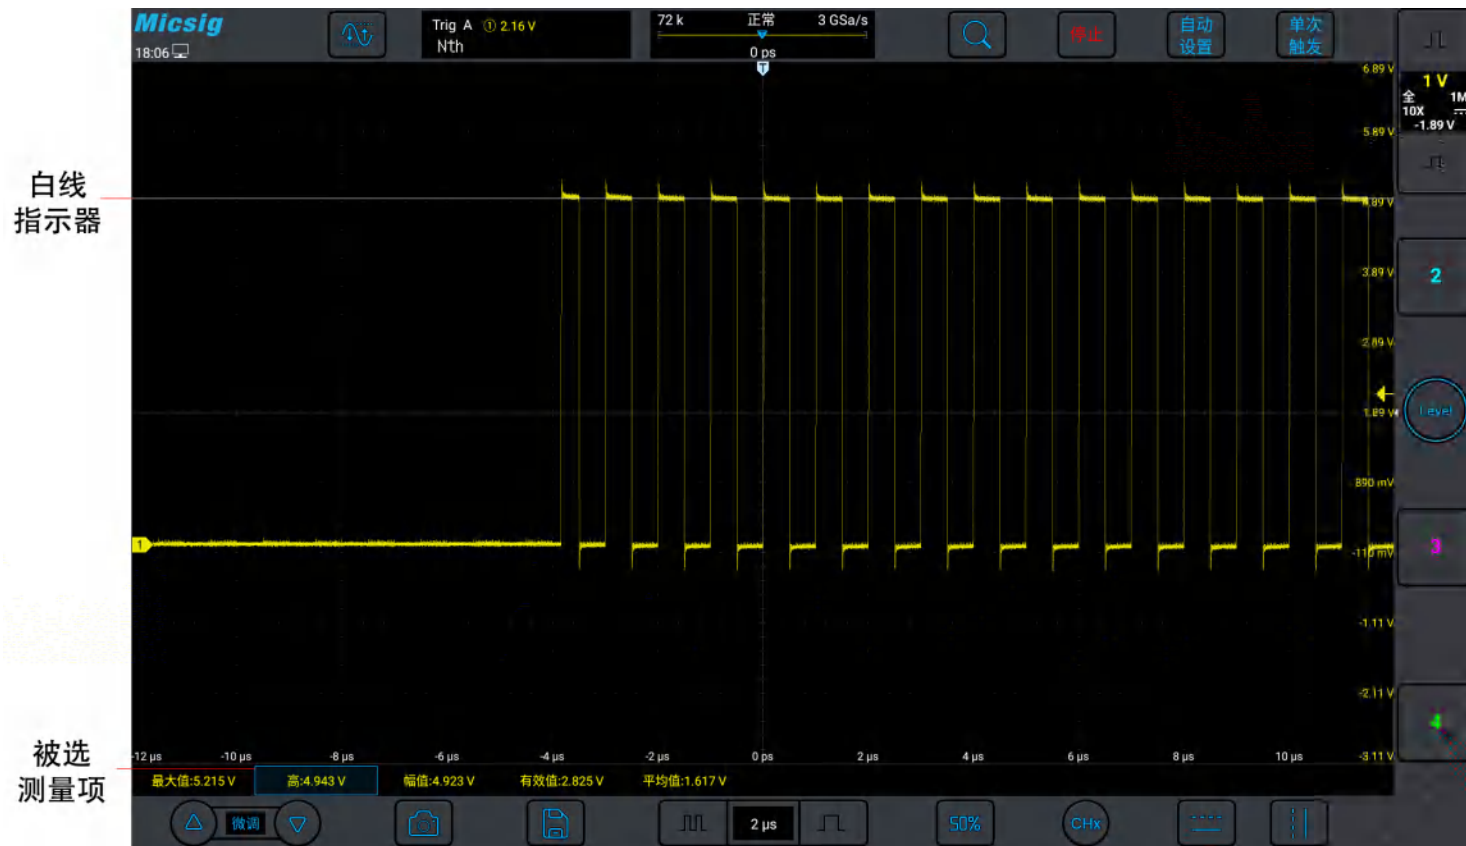 Micsig
18:06
Trig A ① 2.16 V
Nth
72 k 正常 3 GSa/s
0 ps
T
停止
自动
设置
单次
触发
1 V
全 1M
10X
-1.89 V
6.89 V
5.89 V
4.89 V
3.89 V
2.89 V
1.89 V
890 mV
-110 mV
-1.11 V
-2.11 V
-3.11 V
白线
指示器
2
Level
1
3
4
被选
测量项
-12 μs -10 μs -8 μs -6 μs -4 μs -2 μs 0 ps 2 μs 4 μs 6 μs 8 μs 10 μs
最大值:5.215 V 高:4.943 V 幅值:4.923 V 有效值:2.825 V 平均值:1.617 V
微调
2 μs
50%
CHx